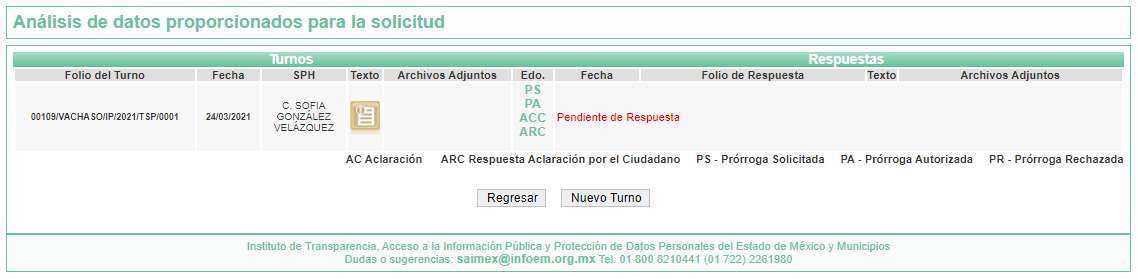 Análisis de datos proporcionados para la solicitud
Turnos Respuestas
Folio del Turno Fecha SPH Texto Archivos Adjuntos Edo. Fecha Folio de Respuesta Texto Archivos Adjuntos
00109/VACHASO/IP/2021/TSP/0001 24/03/2021 C. SOFIA
GONZÁLEZ
VELÁZQUEZ
PS
PA
ACC
ARC
Pendiente de Respuesta
AC Aclaración ARC Respuesta Aclaración por el Ciudadano PS - Prórroga Solicitada PA - Prórroga Autorizada PR - Prórroga Rechazada
Regresar Nuevo Turno
Instituto de Transparencia, Acceso a la Información Pública y Protección de Datos Personales del Estado de México y Municipios
Dudas o sugerencias: saimex@infoem.org.mx Tel. 01 800 8210441 (01 722) 2261980